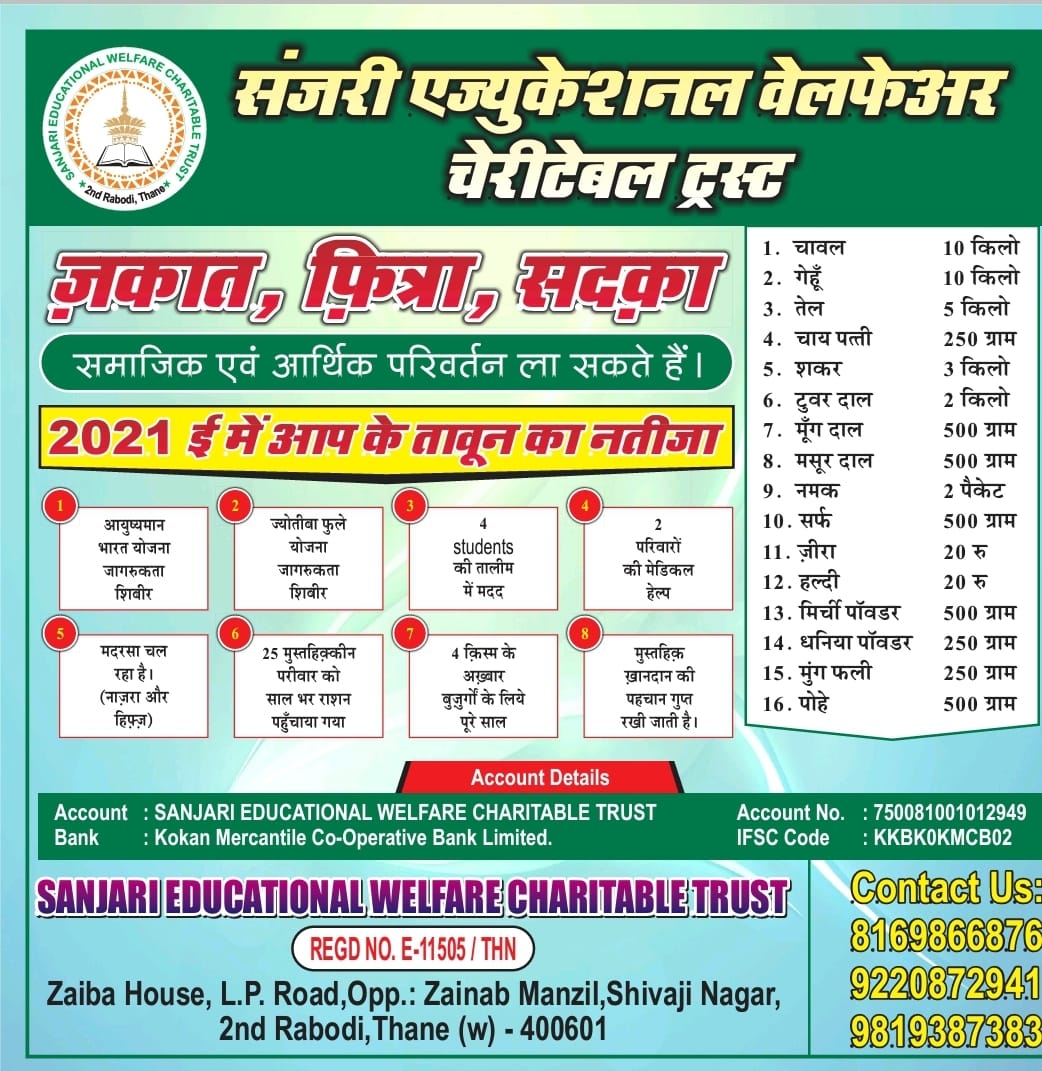 SANJARI EDUCATIONAL WELFARE CHARITABLE TRUST
2nd Rabodi, Thane
संजरी एज्युकेशनल वेलफेअर
चेरीटेबल ट्रस्ट
ज़कात, फ़ित्रा, सदक़ा
समाजिक एवं आर्थिक परिवर्तन ला सकते हैं।
2021 ई में आप के तावून का नतीजा
1
आयुष्यमान
भारत योजना
जागरुकता
शिबीर
2
ज्योतीबा फुले
योजना
जागरुकता
शिबीर
3
4
students
की तालीम
में मदद
4
2
परिवारों
की मेडिकल
हेल्प
5
मदरसा चल
रहा है।
(नाज़रा और
हिफ़्ज़)
6
25 मुस्तहिक़्कीन
परीवार को
साल भर राशन
पहुँचाया गया
7
4 क़िस्म के
अख़्बार
बुज़ुर्गों के लिये
पूरे साल
8
मुस्तहिक़
ख़ानदान की
पहचान गुप्त
रखी जाती है।
1. चावल 10 किलो
2. गेहूँ 10 किलो
3. तेल 5 किलो
4. चाय पत्ती 250 ग्राम
5. शकर 3 किलो
6. टुवर दाल 2 किलो
7. मूँग दाल 500 ग्राम
8. मसूर दाल 500 ग्राम
9. नमक 2 पैकेट
10. सर्फ 500 ग्राम
11. ज़ीरा 20 रु
12. हल्दी 20 रु
13. मिर्ची पॉवडर 500 ग्राम
14. धनिया पॉवडर 250 ग्राम
15. मुंग फली 250 ग्राम
16. पोहे 500 ग्राम
Account Details
Account : SANJARI EDUCATIONAL WELFARE CHARITABLE TRUST Account No. : 750081001012949
Bank : Kokan Mercantile Co-Operative Bank Limited. IFSC Code : KKBK0KMCB02
SANJARI EDUCATIONAL WELFARE CHARITABLE TRUST
REGD NO. E-11505 / THN
Zaiba House, L.P. Road,Opp.: Zainab Manzil,Shivaji Nagar,
2nd Rabodi,Thane (w) - 400601
Contact Us:
8169866876
9220872941
9819387383